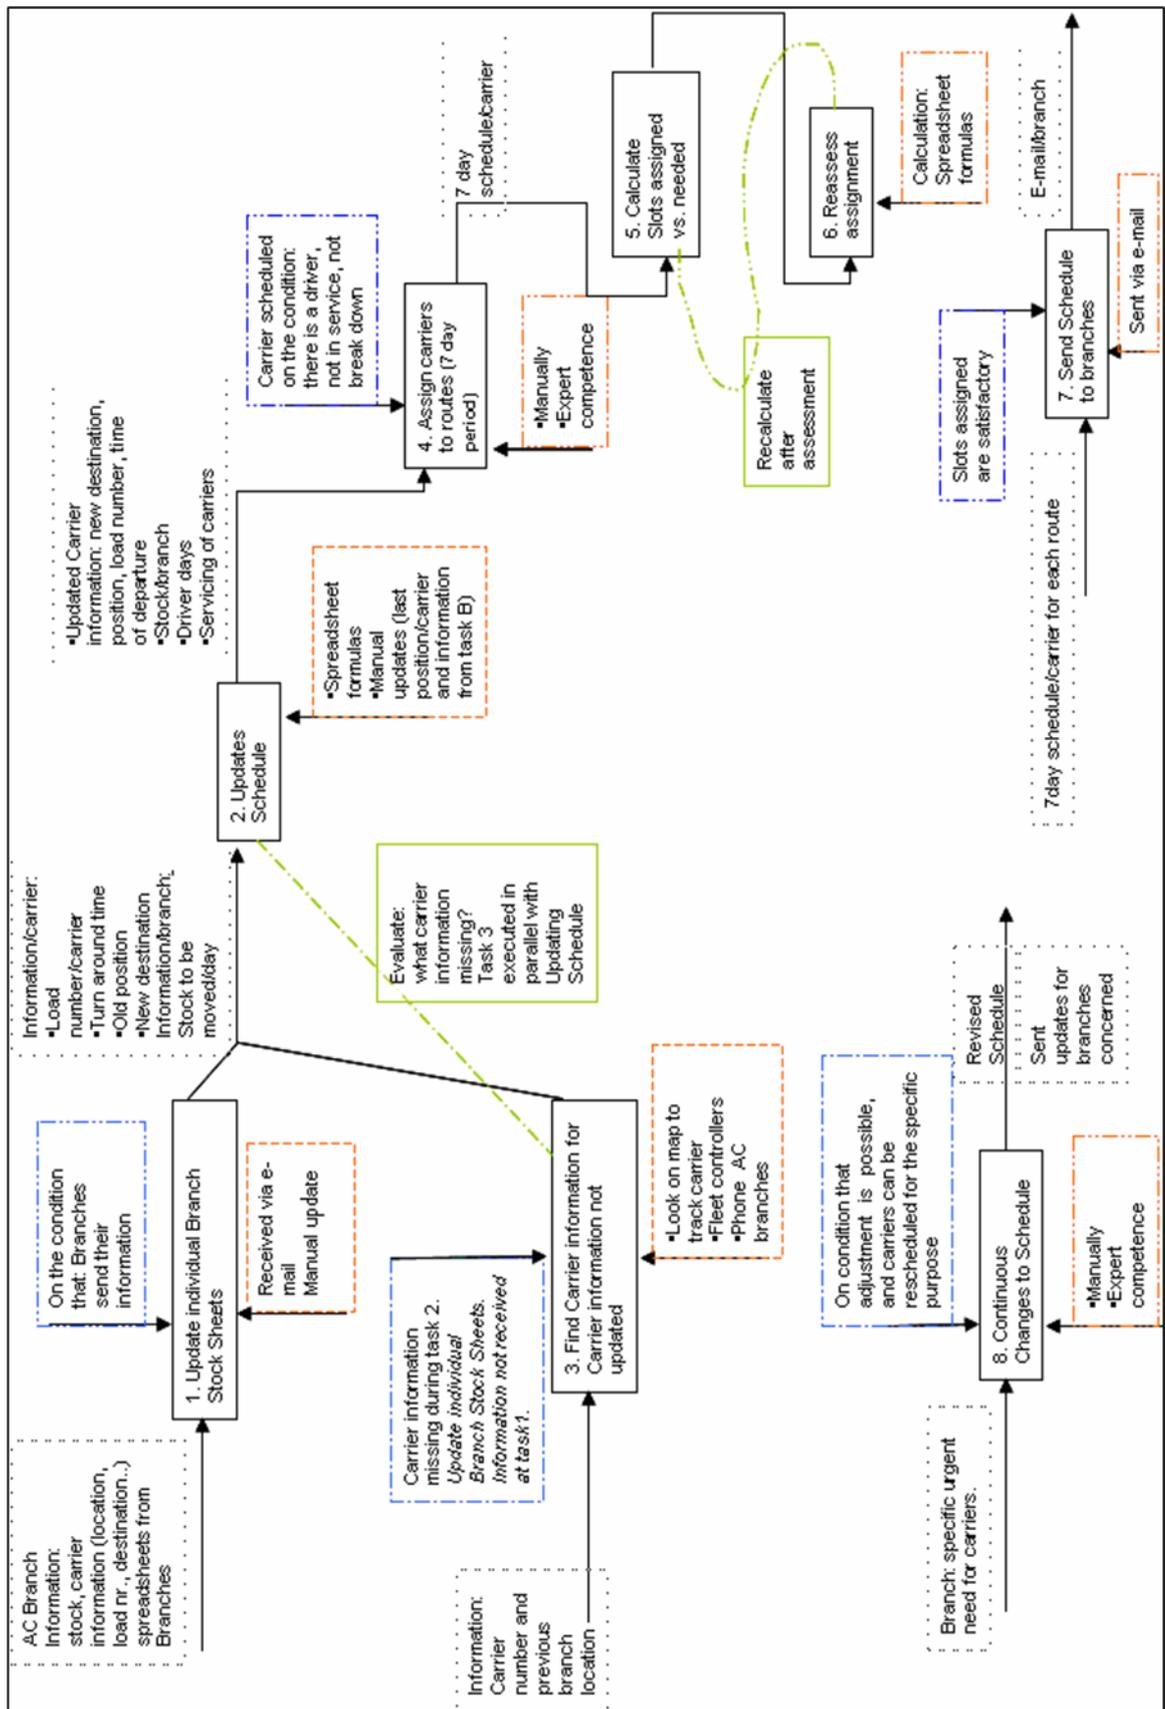 AC Branch
Information:
stock, carrier
information (location,
load nr., destination..)
spreadsheets from
Branches
On the condition
that: Branches
send their
information
1. Update individual Branch
Stock Sheets
Received via e-
mail
Manual update
Information/carrier:
▪Load
number/carrier
▪Turn around time
▪Old position
▪New destination
Information/branch:
Stock to be
moved/day
2. Updates
Schedule
▪Spreadsheet
formulas
▪Manual
updates (last
position/carrier
and information
from task B)
▪Updated Carrier
information: new destination,
position, load number, time
of departure
▪Stock/branch
▪Driver days
▪Servicing of carriers
Carrier scheduled
on the condition:
there is a driver,
not in service, not
break down
4. Assign carriers
to routes (7 day
period)
▪Manually
▪Expert
competence
7 day
schedule/carrier
5. Calculate
Slots assigned
vs. needed
6. Reassess
assignment
Calculation:
Spreadsheet
formulas
Recalculate
after
assessment
Information:
Carrier
number and
previous
branch
location
Carrier information
missing during task 2.
Update individual
Branch Stock Sheets.
Information not received
at task1.
3. Find Carrier information for
Carrier information not
updated
▪Look on map to
track carrier
▪Fleet controllers
▪Phone AC
branches
Evaluate:
what carrier
information
missing?
Task 3
executed in
parallel with
Updating
Schedule
Branch: specific urgent
need for carriers.
On condition that
adjustment is possible,
and carriers can be
rescheduled for the specific
purpose
8. Continuous
Changes to Schedule
▪Manually
▪Expert
competence
Revised
Schedule
Sent
updates for
branches
concerned
7day schedule/carrier for each route
Slots assigned
are satisfactory
7. Send Schedule
to branches
Sent via e-mail
E-mail/branch